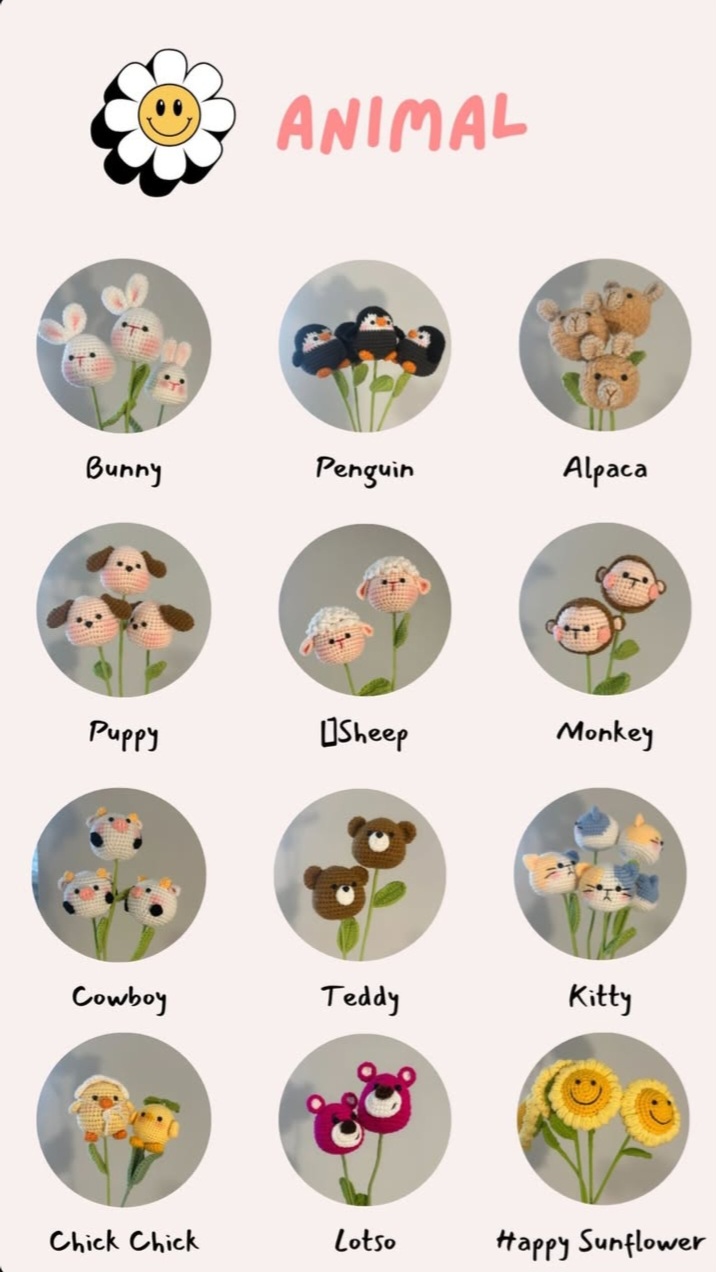 ANIMAL
Bunny Penguin Alpaca
Puppy Sheep Monkey
Cowboy Teddy Kitty
Chick Chick Lotso Happy Sunflower